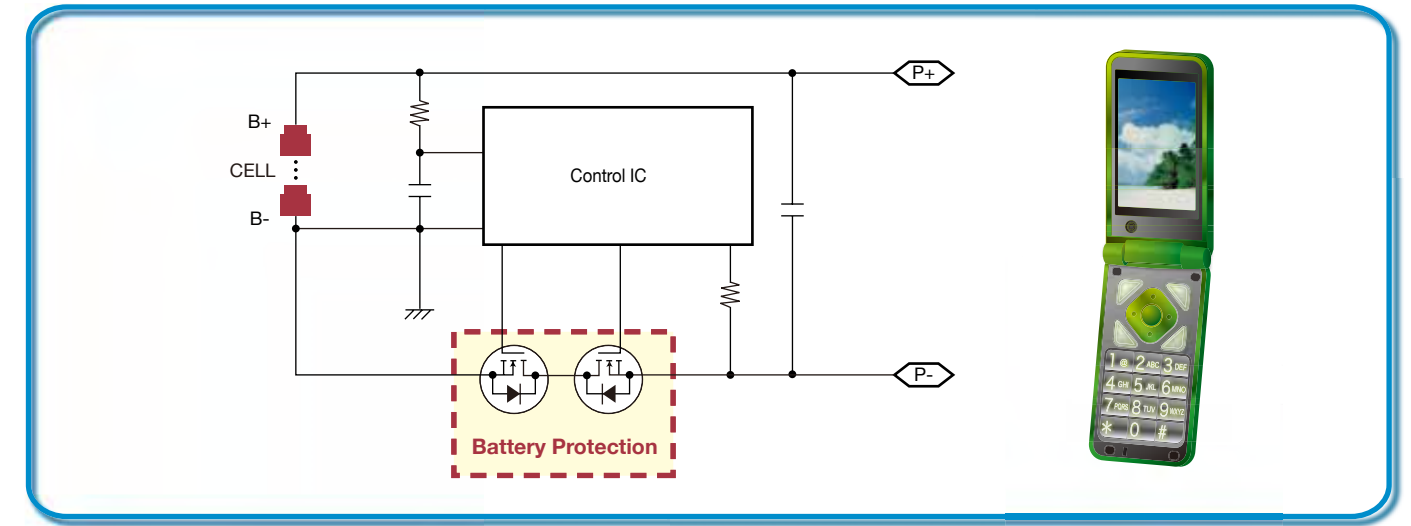 P+
B+
CELL
B-
Control IC
P-
Battery Protection
1 @ 2 ABC 3 DEF
4 GHI 5 JKL 6 MNO
7 PQRS 8 TUV 9 WXYZ
* 0 #